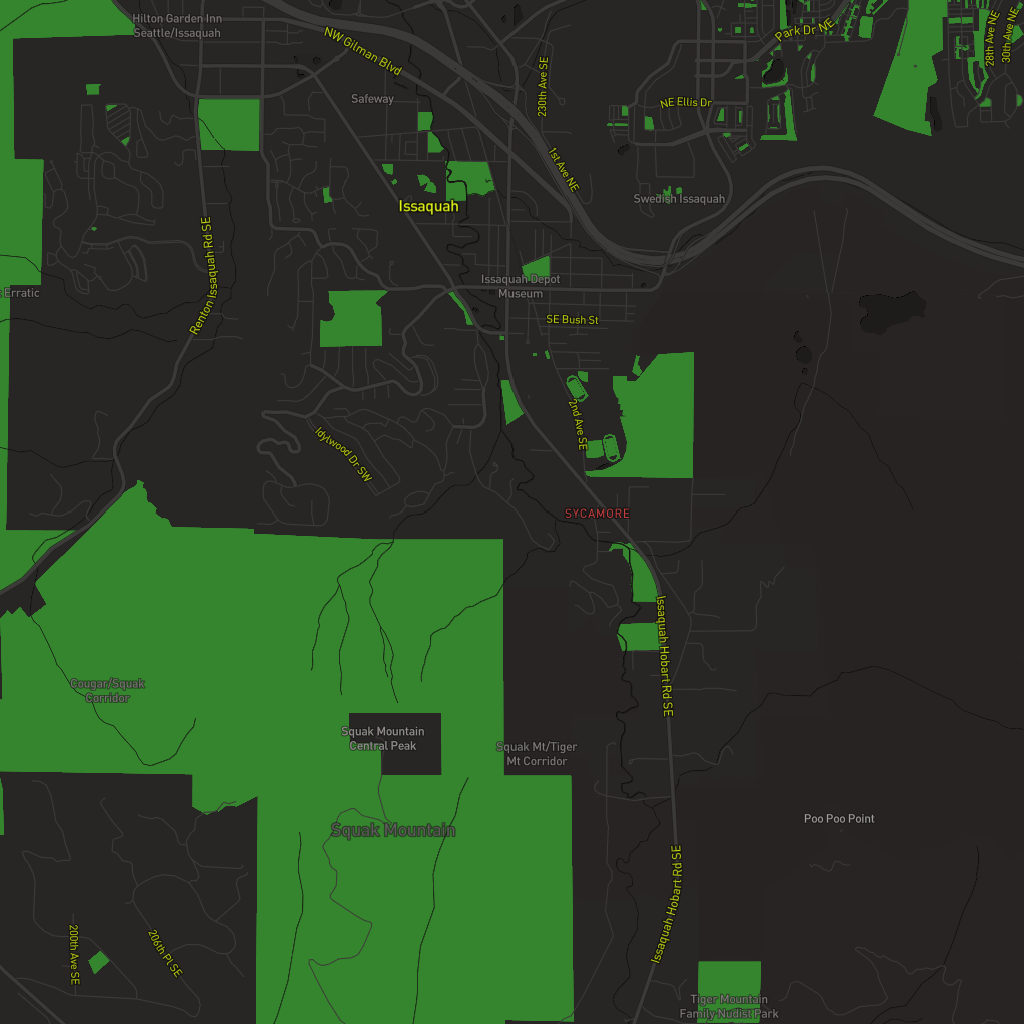 Hilton Garden Inn
Seattle/Issaquah
NW Gilman Blvd
Park Dr NE
28th Ave NE
30th Ave NE
Safeway
230th Ave SE
NE Ellis Dr
1st Ave NE
Issaquah
Swedish Issaquah
Renton Issaquah Rd SE
Erratic
Issaquah Depot
Museum
SE Bush St
2nd Ave SE
Idylwood Dr SW
SYCAMORE
Issaquah Hobart Rd SE
Cougar/Squak
Corridor
Squak Mountain
Central Peak
Squak Mt/Tiger
Mt Corridor
Squak Mountain
Poo Poo Point
Issaquah Hobart Rd SE
200th Ave SE
206th Pl SE
Tiger Mountain
Family Nudist Park